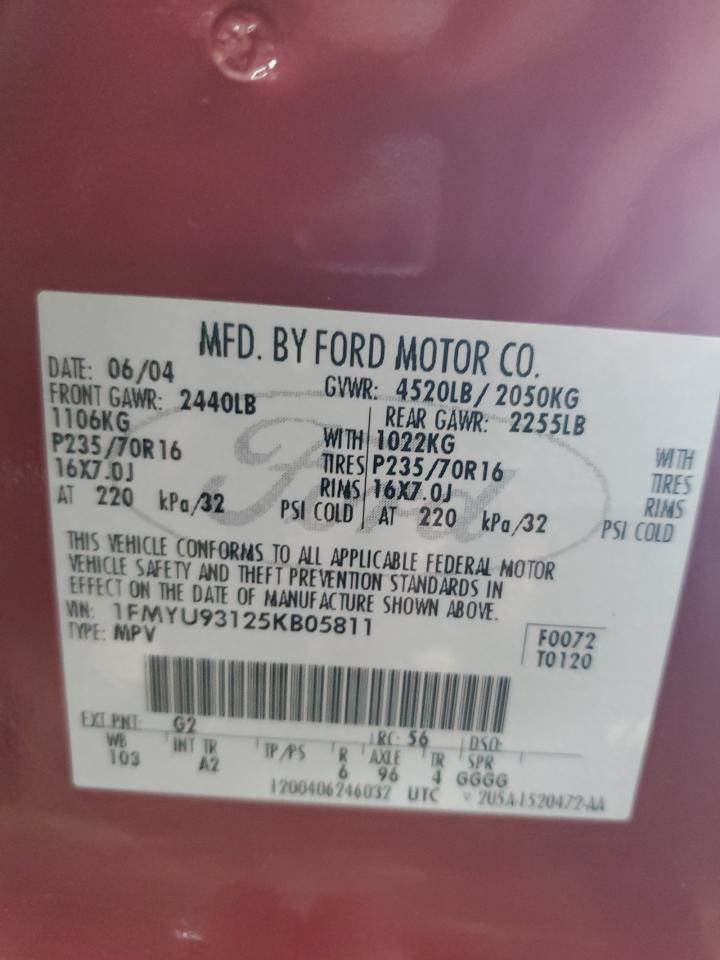 MFD. BY FORD MOTOR CO.
DATE: 06/04
GVWR: 4520LB/ 2050KG
FRONT GAWR: 2440LB
REAR GAWR: 2255LB
1106KG WITH 1022KG WITH
P235/70R16 TIRES P235/70R16 TIRES
16X7.0J RIMS 16X7.0J RIMS
AT 220 kPa/32 PSI COLD AT 220 kPa/32 PSI COLD
THIS VEHICLE CONFORMS TO ALL APPLICABLE FEDERAL MOTOR
VEHICLE SAFETY AND THEFT PREVENTION STANDARDS IN
EFFECT ON THE DATE OF MANUFACTURE SHOWN ABOVE.
VIN: 1FMYU93125KB05811
TYPE: MPV
F0072
T0120
EXT PNT: G2 RC: 56 DSO:
WB INT TR TP/PS R AXLE TR SPR
103 A2 6 96 4 GGGG
1200406246032 UTC 2U5A-1520472-AA
Ford